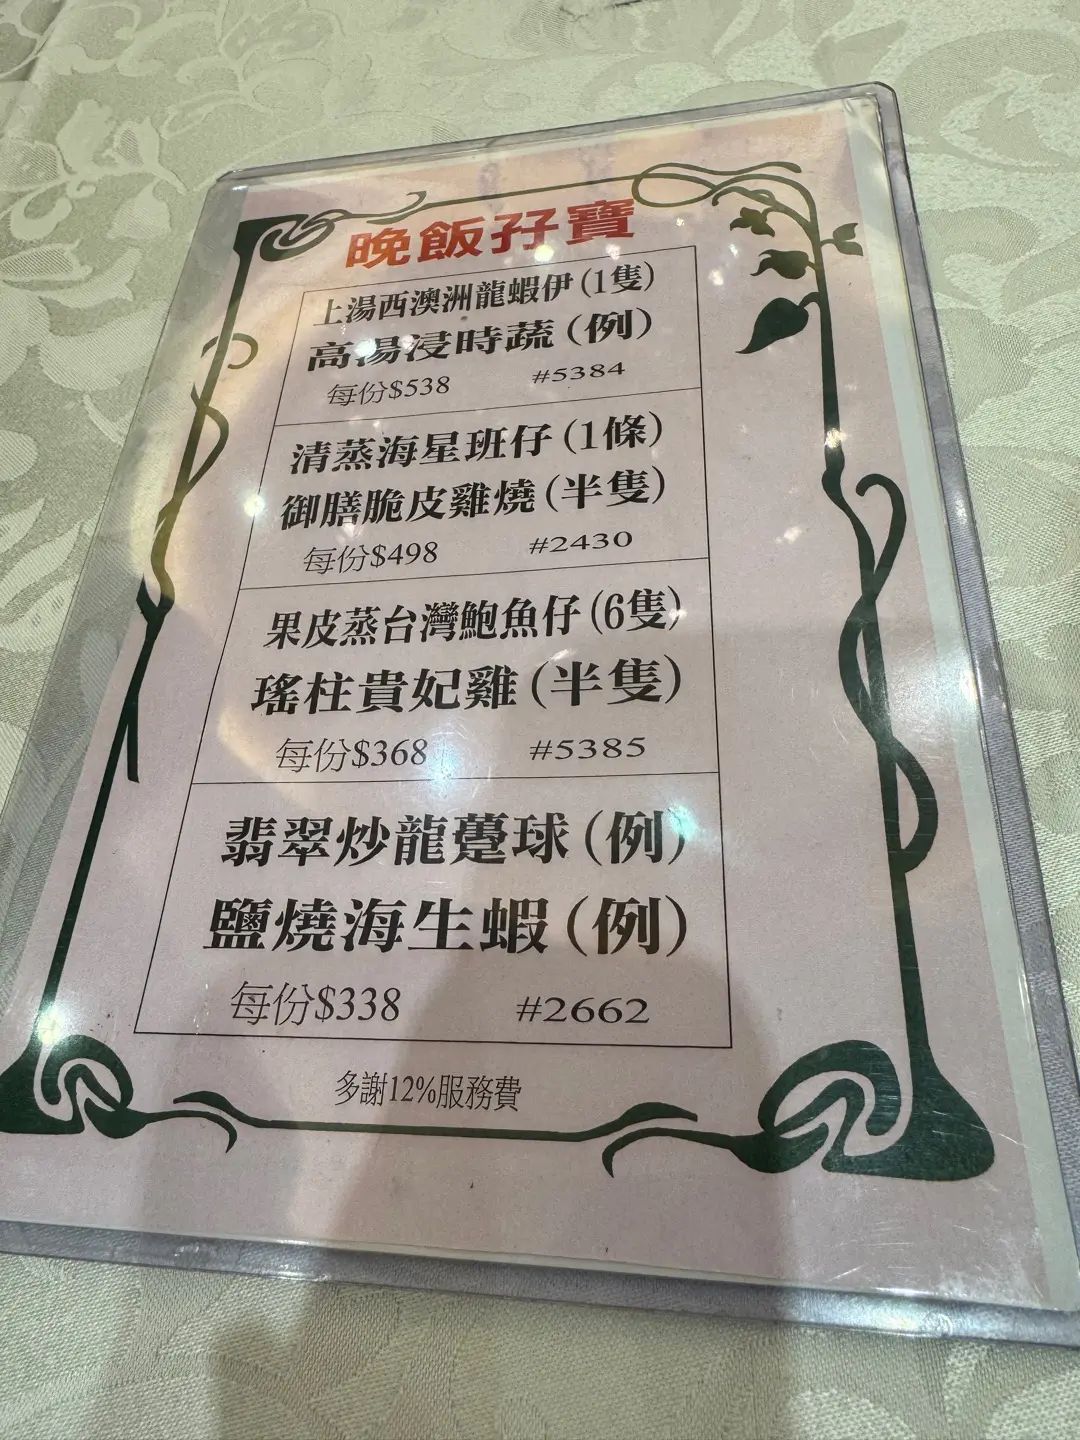 晚飯孖寶
上湯西澳洲龍蝦伊(1隻)
高湯浸時蔬(例)
每份$538 #5384
清蒸海星班仔(1條)
御膳脆皮雞燒(半隻)
每份$498 #2430
果皮蒸台灣鮑魚仔(6隻)
瑤柱貴妃雞(半隻)
每份$368 #5385
翡翠炒龍躉球(例)
鹽燒海生蝦(例)
每份$338 #2662
多謝12%服務費